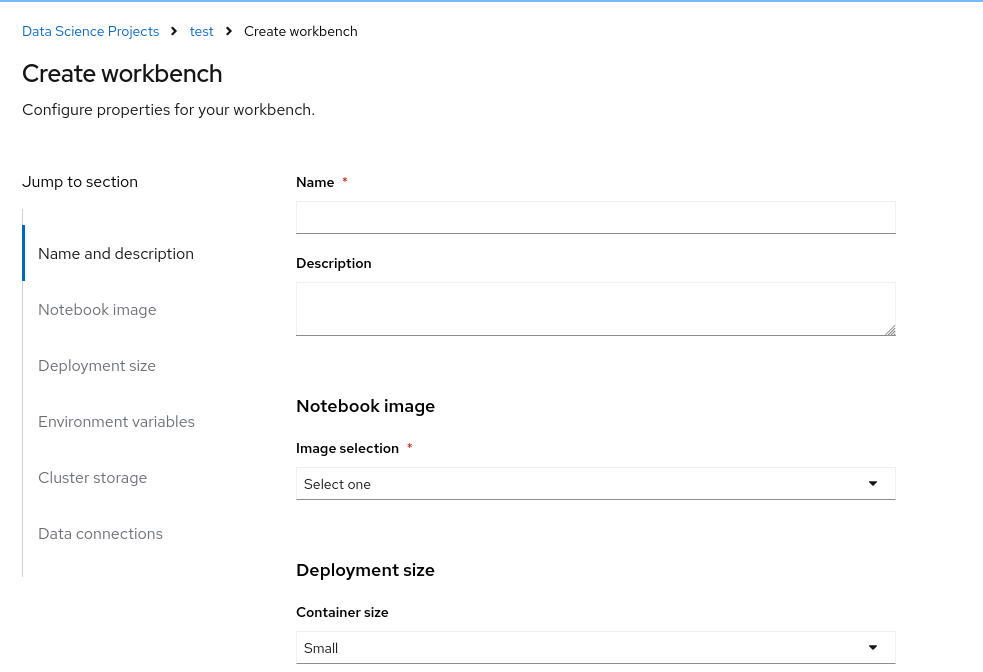 Data Science Projects > test > Create workbench
Create workbench
Configure properties for your workbench.
Jump to section
Name and description
Notebook image
Deployment size
Environment variables
Cluster storage
Data connections
Name *
Description
Notebook image
Image selection *
Select one
Deployment size
Container size
Small